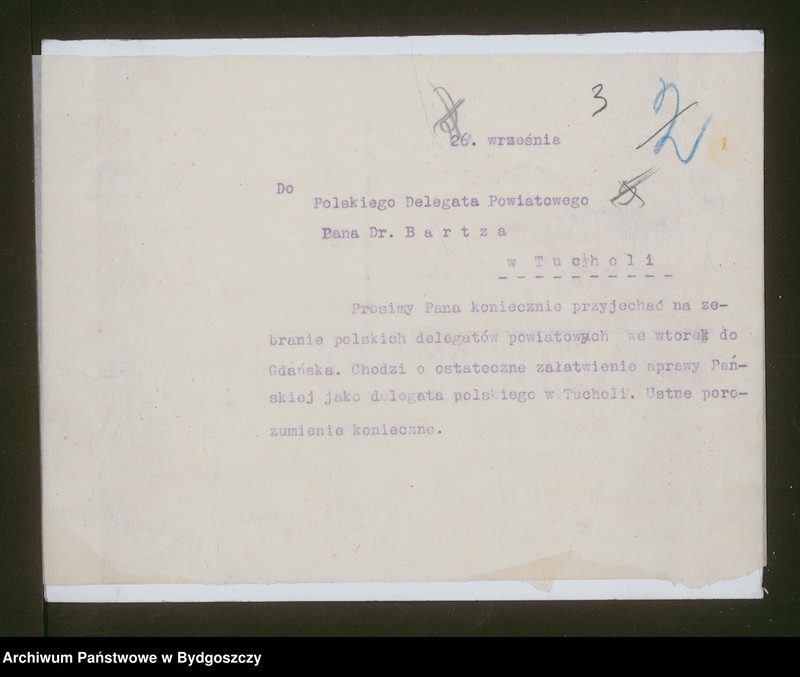 3 2
26. września
Do
Polskiego Delegata Powiatowego
Pana Dr. B a r t z a
w T u c h o l i
Prosimy Pana koniecznie przyjechać na ze-
branie polskich delegatów powiatowych we wtorek do
Gdańska. Chodzi o ostateczne załatwienie sprawy Pań-
skiej jako delegata polskiego w Tucholi. Ustne poro-
zumienie konieczne.
Archiwum Państwowe w Bydgoszczy